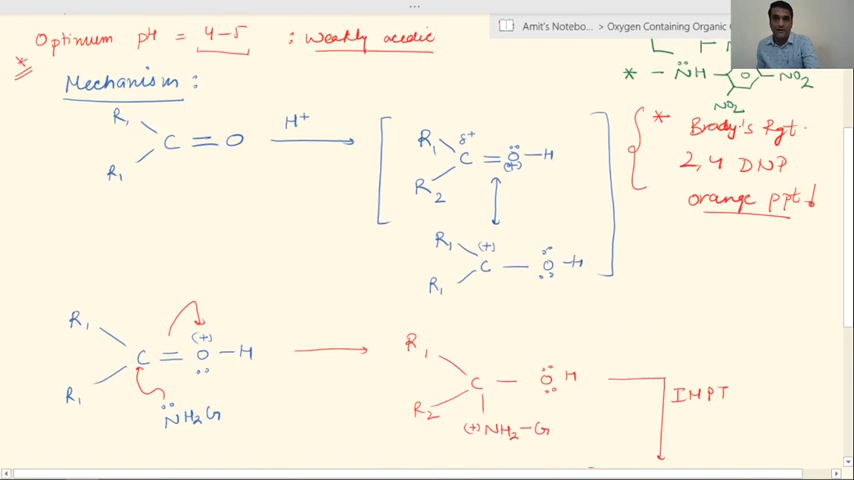 Amit's Notebo... > Oxygen Containing Organic
Optimum pH = 4-5 : Weakly acidic
* Mechanism :
* - NH NO2
NO2
R1 C = O R1
H+
R1 δ+ C = O - H (+) R2
R1 (+) C - O - H R1
* Brady's Rgt.
2,4 DNP
orange ppt!
R1 C = O - H (+) R1
NH2G
R1 C - OH R2
(+)NH2-G
IMPT